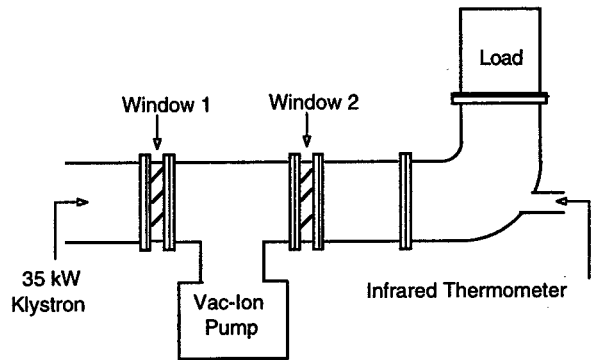 Load
Window 1
Window 2
35 kW
Klystron
Vac-Ion
Pump
Infrared Thermometer